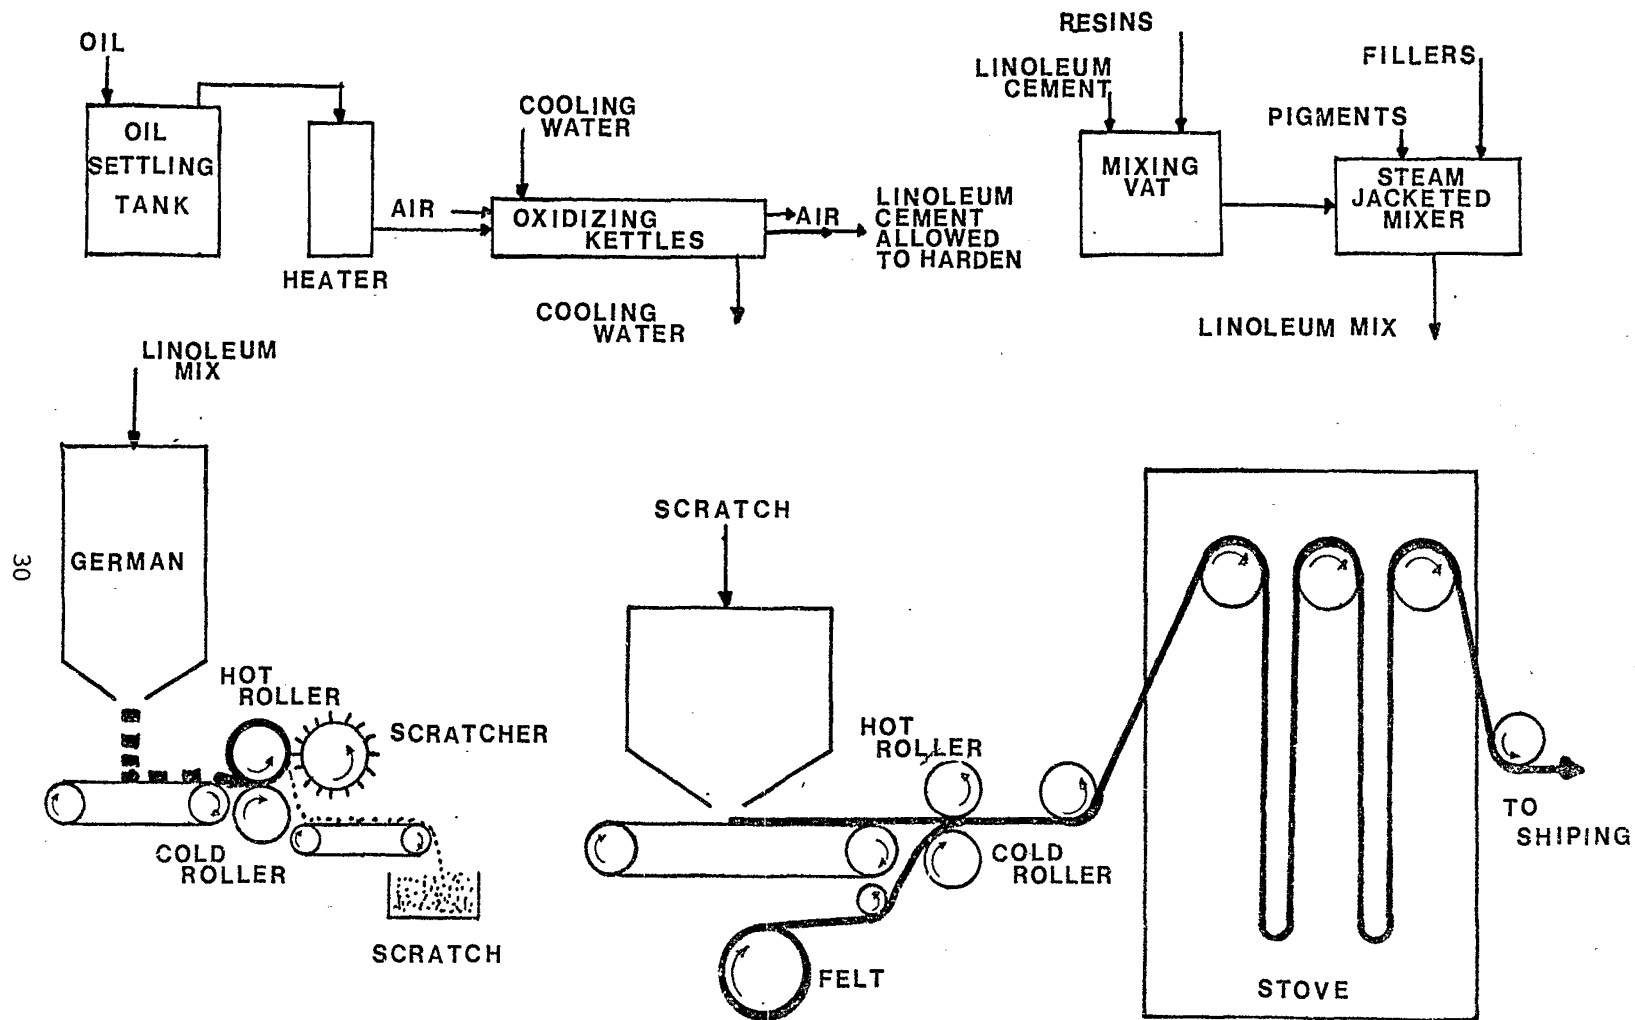 OIL
OIL
SETTLING
TANK
HEATER
COOLING
WATER
AIR
OXIDIZING
KETTLES
AIR
LINOLEUM
CEMENT
ALLOWED
TO HARDEN
COOLING
WATER
RESINS
LINOLEUM
CEMENT
MIXING
VAT
FILLERS
PIGMENTS
STEAM
JACKETED
MIXER
LINOLEUM MIX
LINOLEUM
MIX
GERMAN
HOT
ROLLER
SCRATCHER
COLD
ROLLER
SCRATCH
SCRATCH
HOT
ROLLER
COLD
ROLLER
FELT
STOVE
TO
SHIPING
30